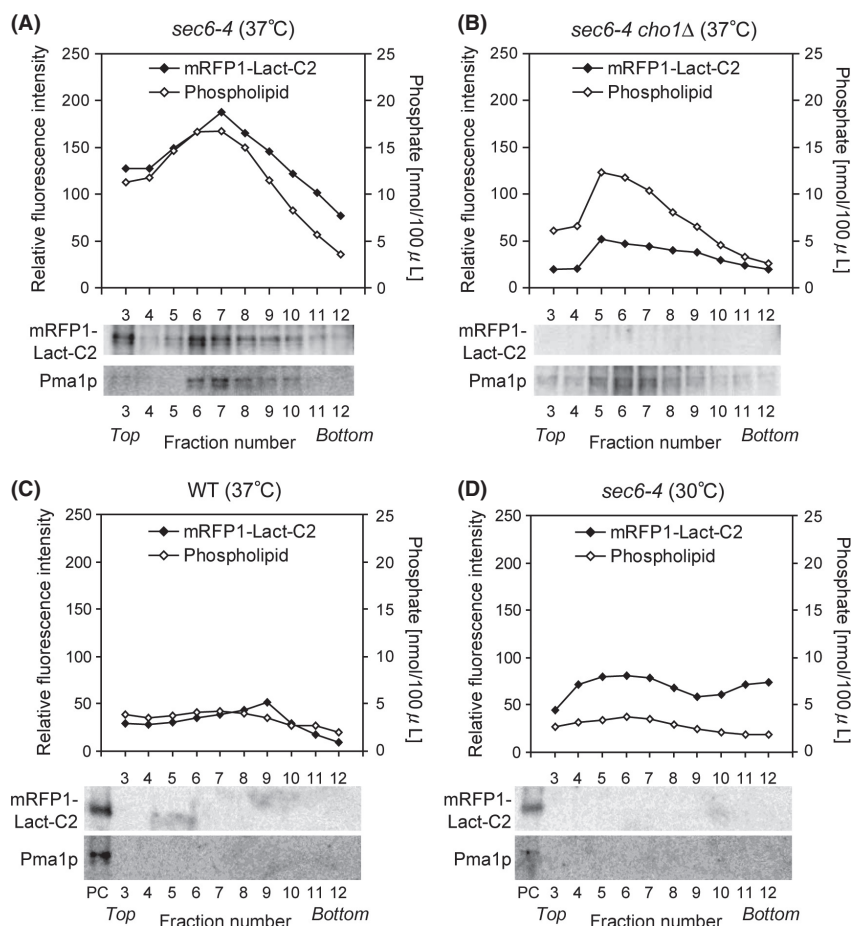 (A)
sec6-4 (37°C)
250
200
150
100
50
0
Relative fluorescence intensity
25
20
15
10
5
0
Phosphate [nmol/100 μ L]
mRFP1-Lact-C2
Phospholipid
3 4 5 6 7 8 9 10 11 12
mRFP1-
Lact-C2
Pma1p
3 4 5 6 7 8 9 10 11 12
Top Fraction number Bottom
(B)
sec6-4 cho1Δ (37°C)
250
200
150
100
50
0
Relative fluorescence intensity
25
20
15
10
5
0
Phosphate [nmol/100 μ L]
mRFP1-Lact-C2
Phospholipid
3 4 5 6 7 8 9 10 11 12
mRFP1-
Lact-C2
Pma1p
3 4 5 6 7 8 9 10 11 12
Top Fraction number Bottom
(C)
WT (37°C)
250
200
150
100
50
0
Relative fluorescence intensity
25
20
15
10
5
0
Phosphate [nmol/100 μ L]
mRFP1-Lact-C2
Phospholipid
3 4 5 6 7 8 9 10 11 12
mRFP1-
Lact-C2
Pma1p
PC 3 4 5 6 7 8 9 10 11 12
Top Fraction number Bottom
(D)
sec6-4 (30°C)
250
200
150
100
50
0
Relative fluorescence intensity
25
20
15
10
5
0
Phosphate [nmol/100 μ L]
mRFP1-Lact-C2
Phospholipid
3 4 5 6 7 8 9 10 11 12
mRFP1-
Lact-C2
Pma1p
PC 3 4 5 6 7 8 9 10 11 12
Top Fraction number Bottom